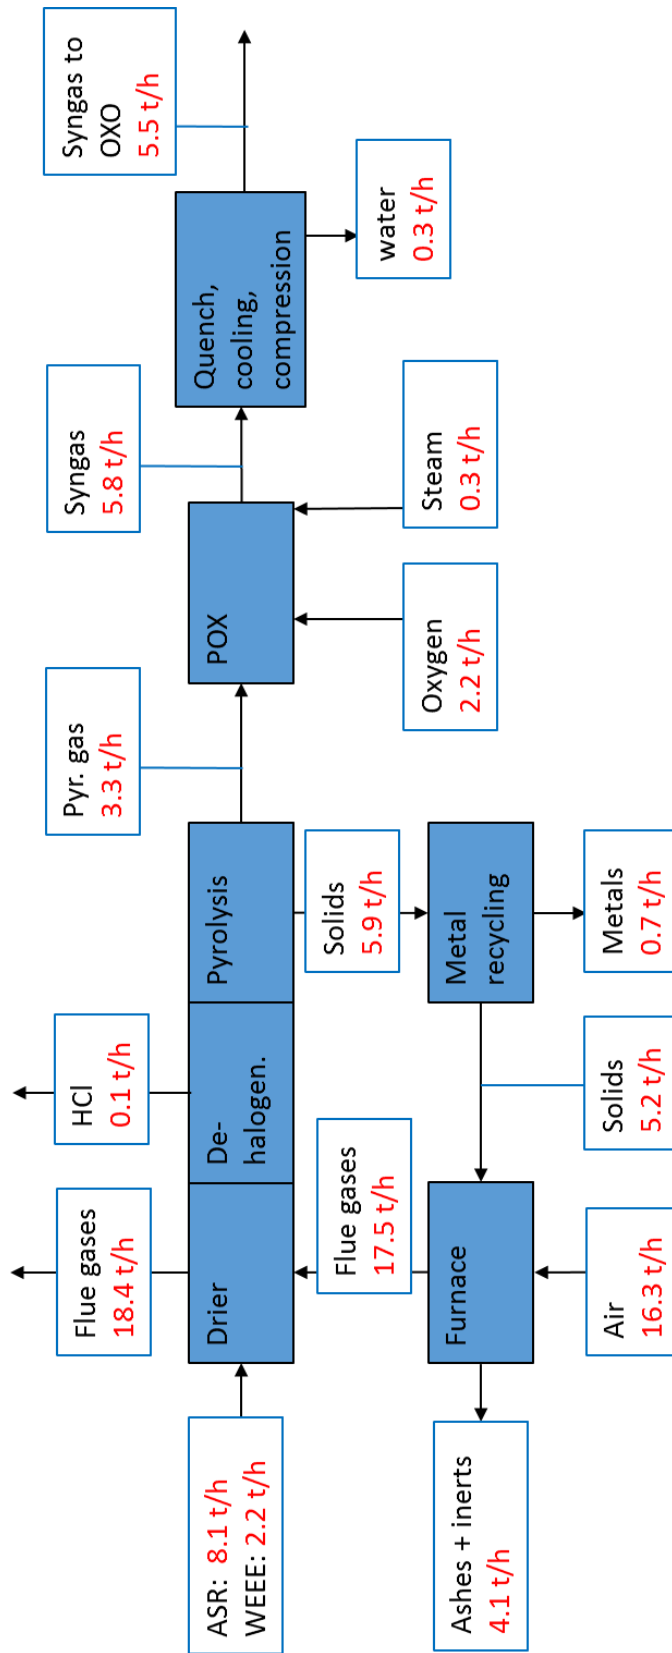 ASR: 8.1 t/h
WEEE: 2.2 t/h
Flue gases
18.4 t/h
HCl
0.1 t/h
Pyr. gas
3.3 t/h
Syngas
5.8 t/h
Syngas to
OXO
5.5 t/h
Drier
De-
halogen.
Pyrolysis
POX
Quench,
cooling,
compression
Flue gases
17.5 t/h
Solids
5.9 t/h
Oxygen
2.2 t/h
Steam
0.3 t/h
water
0.3 t/h
Ashes + inerts
4.1 t/h
Furnace
Metal
recycling
Air
16.3 t/h
Solids
5.2 t/h
Metals
0.7 t/h